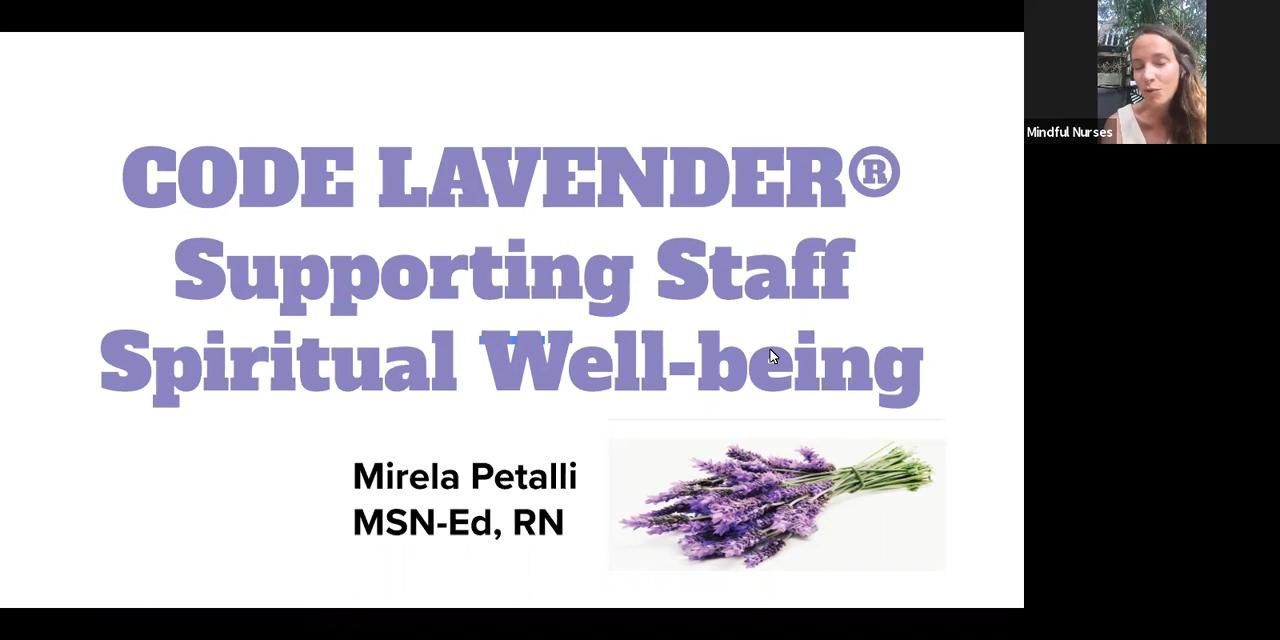 CODE LAVENDER®
Supporting Staff
Spiritual Well-being
Mirela Petalli
MSN-Ed, RN
Mindful Nurses